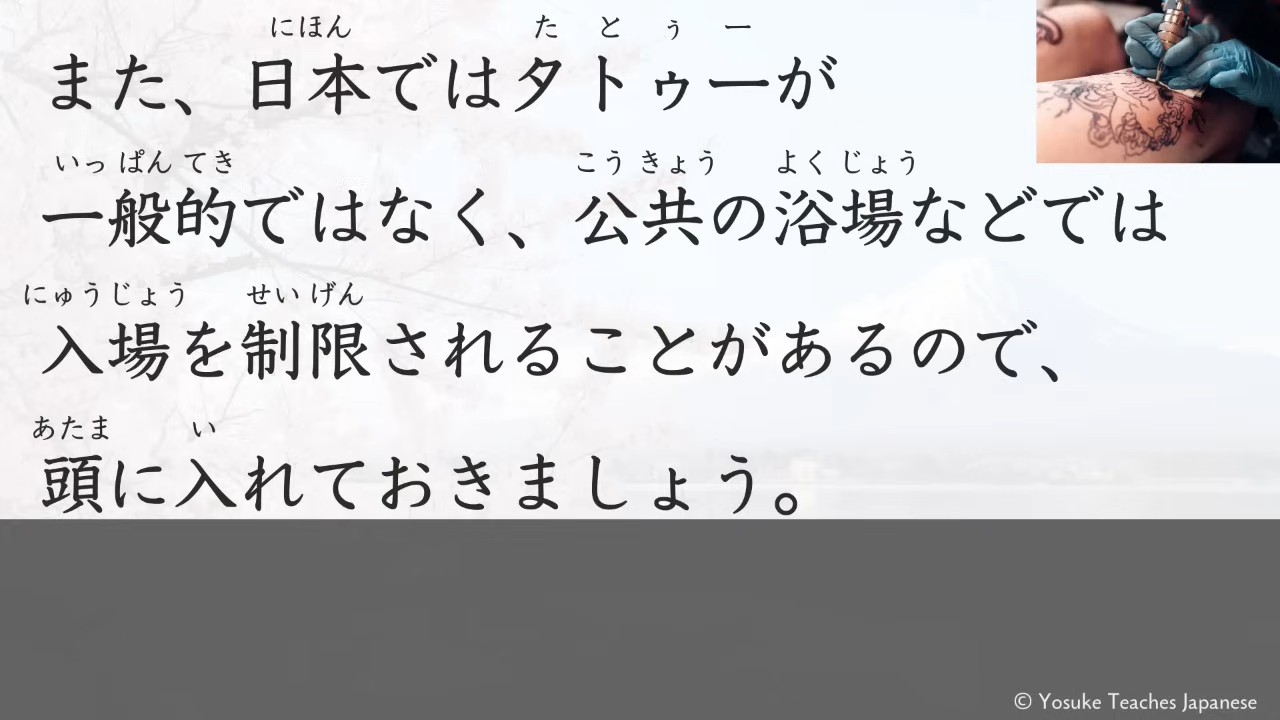 にほん たとぅー
また、日本ではタトゥーが
いっ ぱん てき こう きょう よく じょう
一般的ではなく、公共の浴場などでは
にゅうじょう せい げん
入場を制限されることがあるので、
あたま い
頭に入れておきましょう。
© Yosuke Teaches Japanese